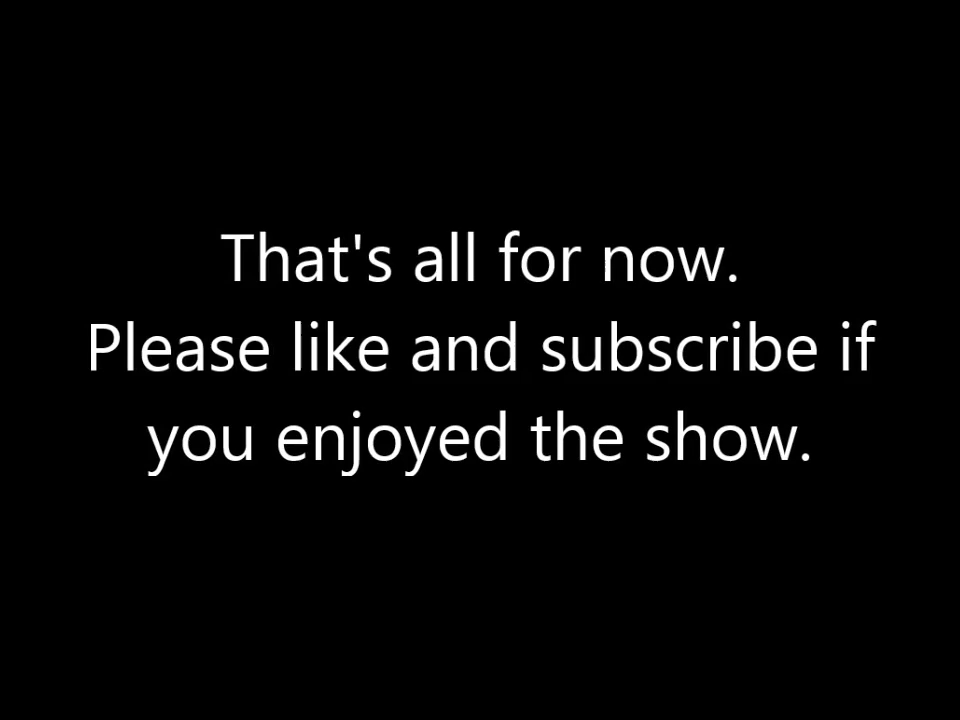 That's all for now.
Please like and subscribe if
you enjoyed the show.